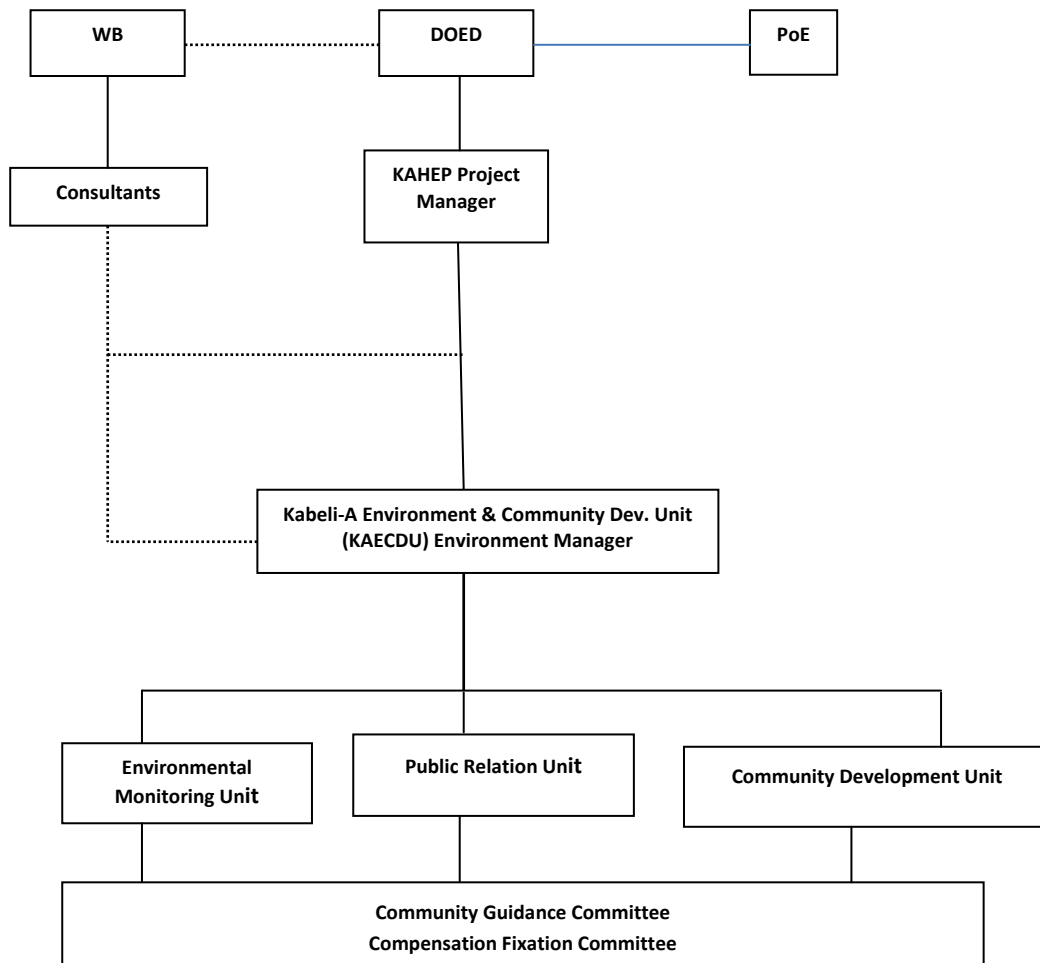 WB
DOED
PoE
Consultants
KAHEP Project
Manager
Kabeli-A Environment & Community Dev. Unit
(KAECDU) Environment Manager
Environmental
Monitoring Unit
Public Relation Unit
Community Development Unit
Community Guidance Committee
Compensation Fixation Committee